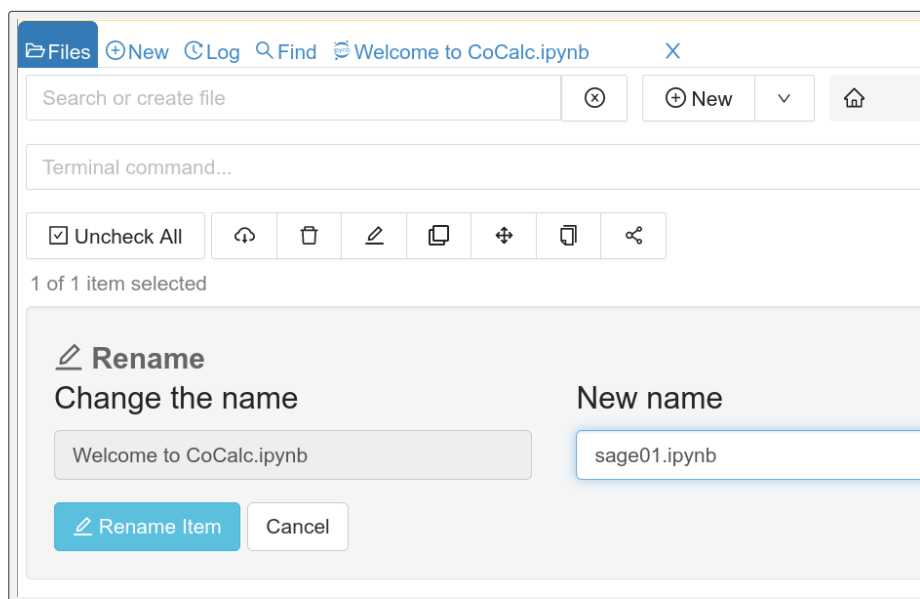 Files New Log Find Welcome to CoCalc.ipynb X
Search or create file New
Terminal command...
Uncheck All
1 of 1 item selected
Rename
Change the name New name
Welcome to CoCalc.ipynb sage01.ipynb
Rename Item Cancel